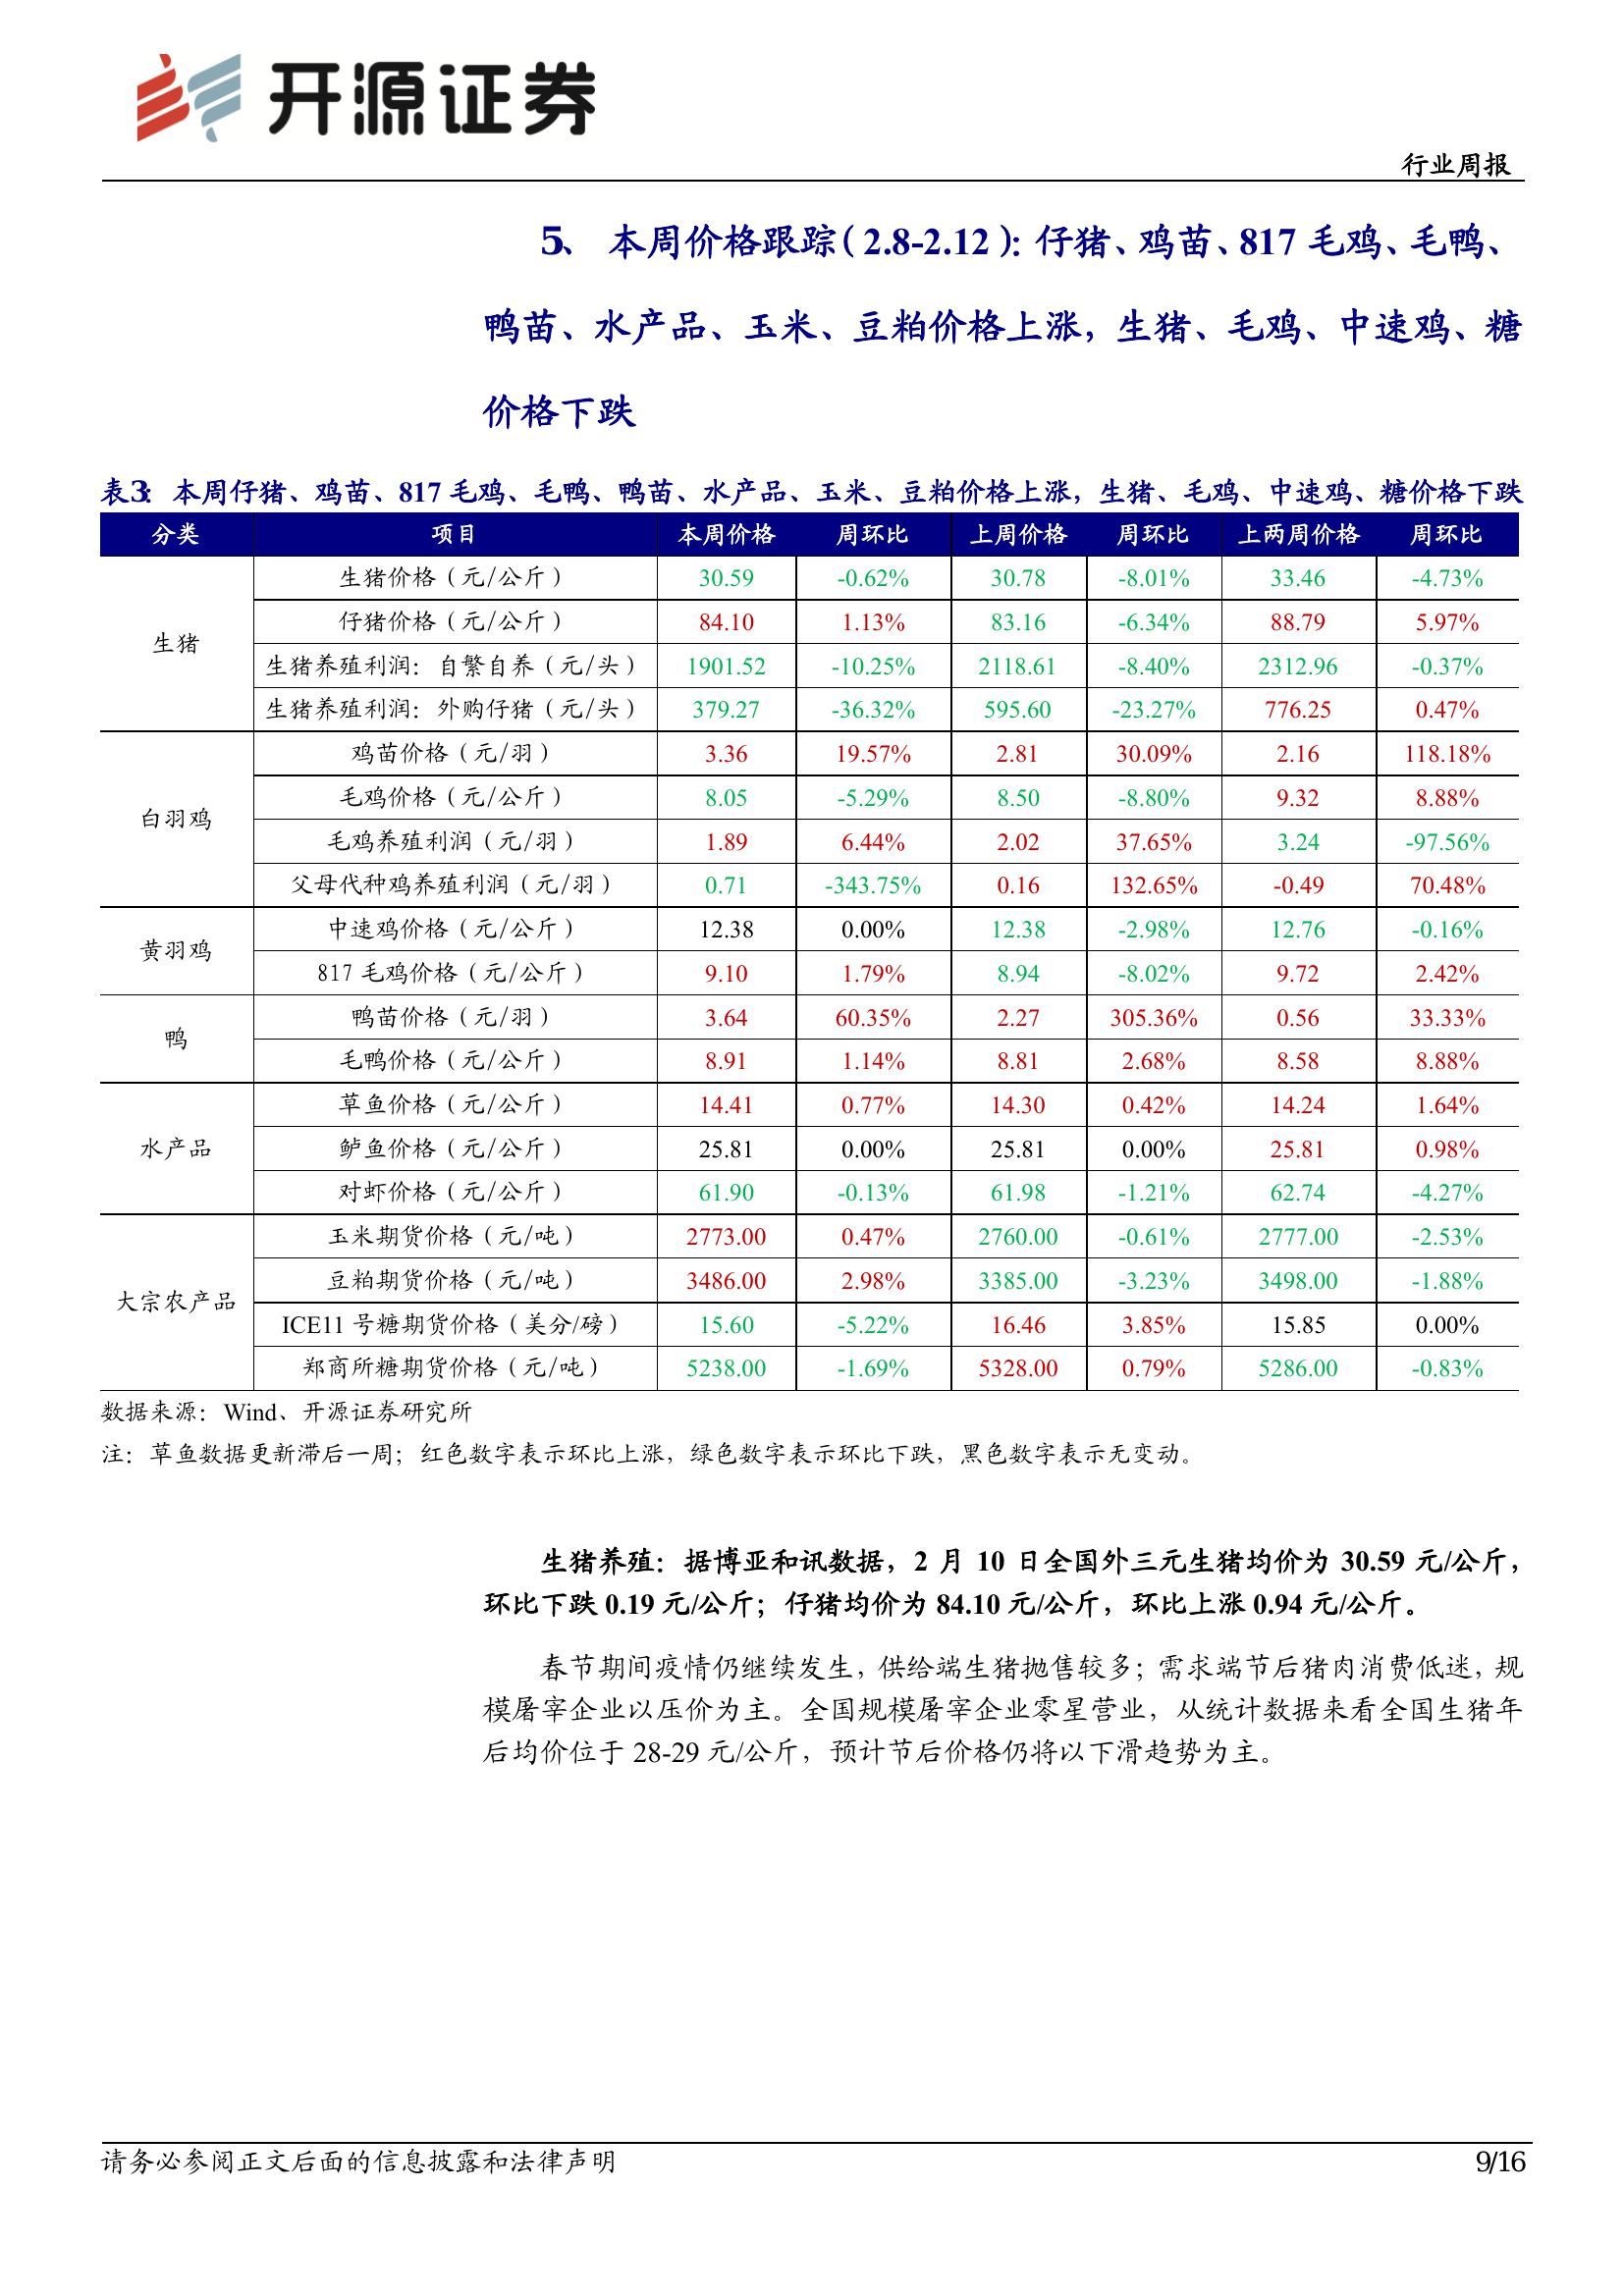 开源证券
行业周报
5、 本周价格跟踪（2.8-2.12）：仔猪、鸡苗、817 毛鸡、毛鸭、
鸭苗、水产品、玉米、豆粕价格上涨，生猪、毛鸡、中速鸡、糖
价格下跌
表3： 本周仔猪、鸡苗、817 毛鸡、毛鸭、鸭苗、水产品、玉米、豆粕价格上涨，生猪、毛鸡、中速鸡、糖价格下跌
分类 项目 本周价格 周环比 上周价格 周环比 上两周价格 周环比
生猪 生猪价格（元/公斤） 30.59 -0.62% 30.78 -8.01% 33.46 -4.73%
仔猪价格（元/公斤） 84.10 1.13% 83.16 -6.34% 88.79 5.97%
生猪养殖利润：自繁自养（元/头） 1901.52 -10.25% 2118.61 -8.40% 2312.96 -0.37%
生猪养殖利润：外购仔猪（元/头） 379.27 -36.32% 595.60 -23.27% 776.25 0.47%
白羽鸡 鸡苗价格（元/羽） 3.36 19.57% 2.81 30.09% 2.16 118.18%
毛鸡价格（元/公斤） 8.05 -5.29% 8.50 -8.80% 9.32 8.88%
毛鸡养殖利润（元/羽） 1.89 6.44% 2.02 37.65% 3.24 -97.56%
父母代种鸡养殖利润（元/羽） 0.71 -343.75% 0.16 132.65% -0.49 70.48%
黄羽鸡 中速鸡价格（元/公斤） 12.38 0.00% 12.38 -2.98% 12.76 -0.16%
817 毛鸡价格（元/公斤） 9.10 1.79% 8.94 -8.02% 9.72 2.42%
鸭 鸭苗价格（元/羽） 3.64 60.35% 2.27 305.36% 0.56 33.33%
毛鸭价格（元/公斤） 8.91 1.14% 8.81 2.68% 8.58 8.88%
水产品 草鱼价格（元/公斤） 14.41 0.77% 14.30 0.42% 14.24 1.64%
鲈鱼价格（元/公斤） 25.81 0.00% 25.81 0.00% 25.81 0.98%
对虾价格（元/公斤） 61.90 -0.13% 61.98 -1.21% 62.74 -4.27%
大宗农产品 玉米期货价格（元/吨） 2773.00 0.47% 2760.00 -0.61% 2777.00 -2.53%
豆粕期货价格（元/吨） 3486.00 2.98% 3385.00 -3.23% 3498.00 -1.88%
ICE11 号糖期货价格（美分/磅） 15.60 -5.22% 16.46 3.85% 15.85 0.00%
郑商所糖期货价格（元/吨） 5238.00 -1.69% 5328.00 0.79% 5286.00 -0.83%
数据来源：Wind、开源证券研究所
注：草鱼数据更新滞后一周；红色数字表示环比上涨，绿色数字表示环比下跌，黑色数字表示无变动。
生猪养殖：据博亚和讯数据，2 月 10 日全国外三元生猪均价为 30.59 元/公斤，
环比下跌 0.19 元/公斤；仔猪均价为 84.10 元/公斤，环比上涨 0.94 元/公斤。
春节期间疫情仍继续发生，供给端生猪抛售较多；需求端节后猪肉消费低迷，规
模屠宰企业以压价为主。全国规模屠宰企业零星营业，从统计数据来看全国生猪年
后均价位于 28-29 元/公斤，预计节后价格仍将以下滑趋势为主。
请务必参阅正文后面的信息披露和法律声明 9/16